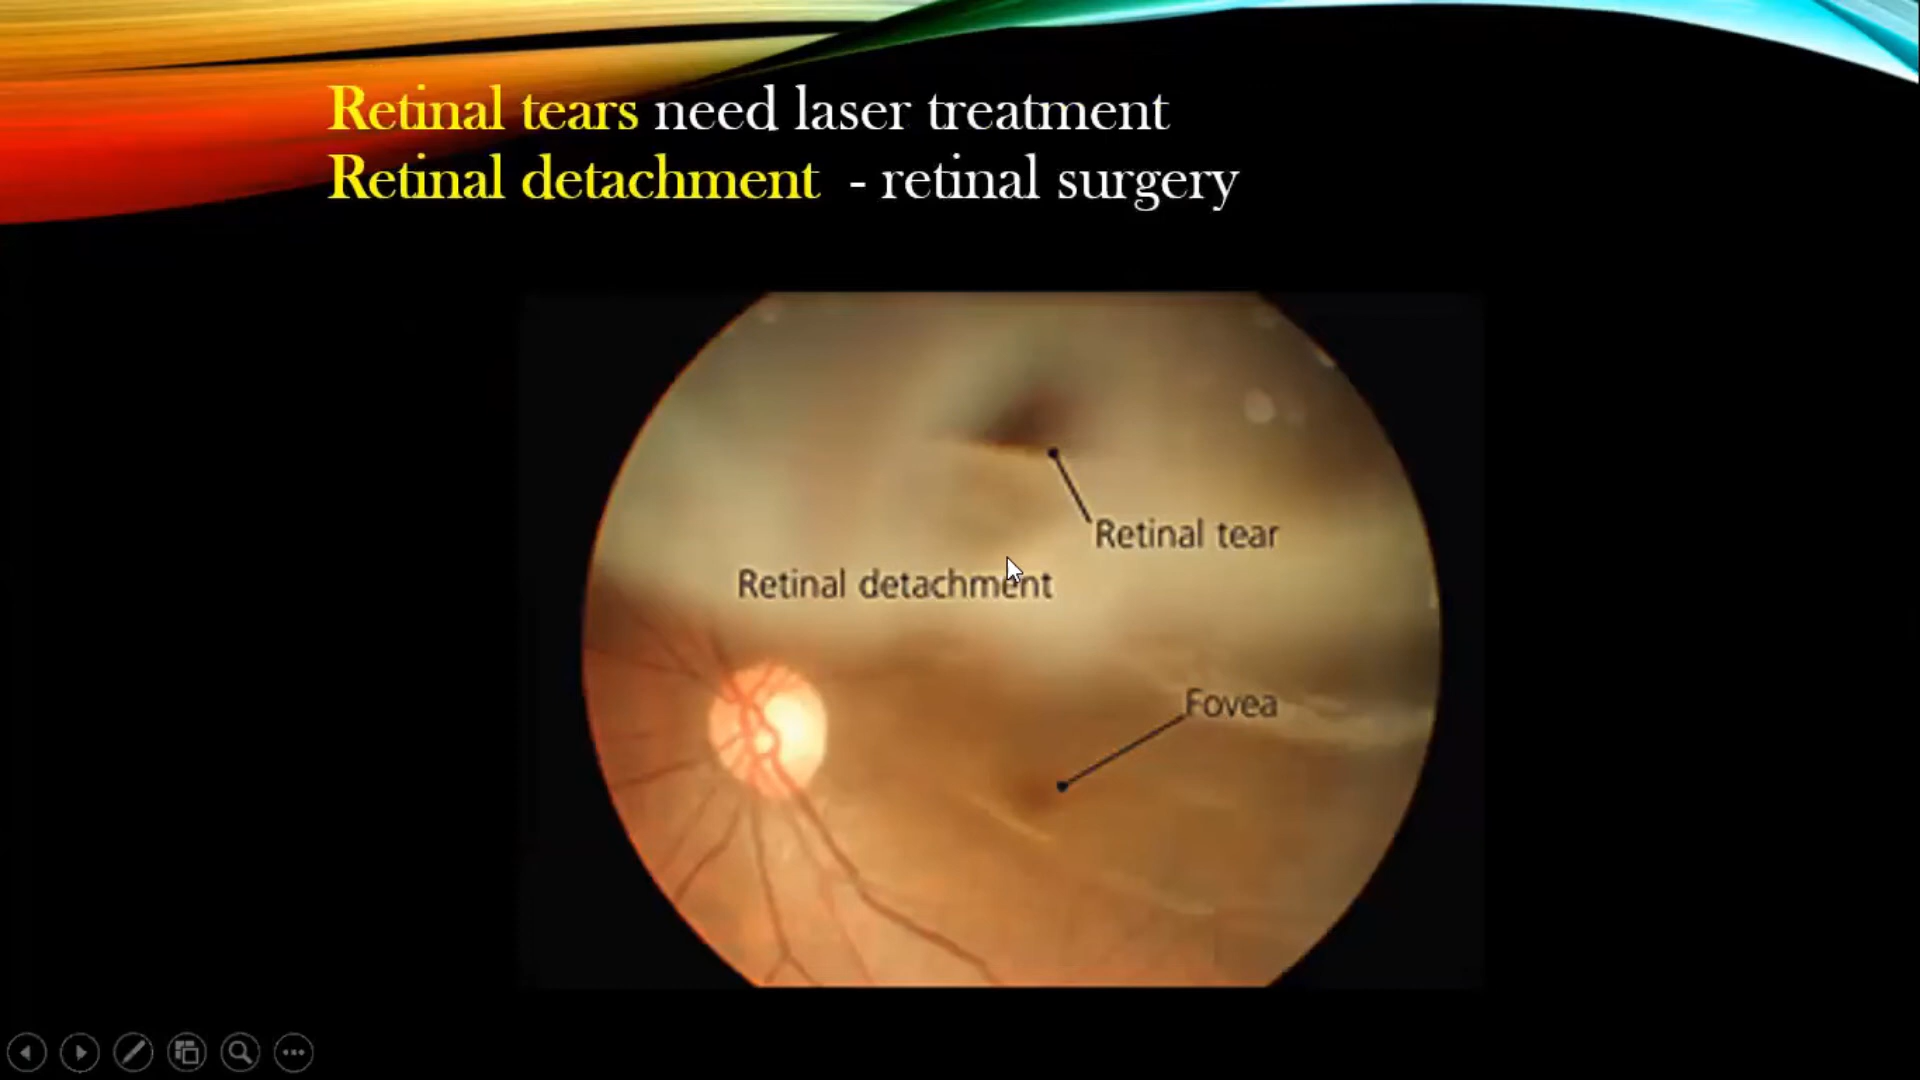 Retinal tears need laser treatment
Retinal detachment - retinal surgery
Retinal tear
Retinal detachment
Fovea